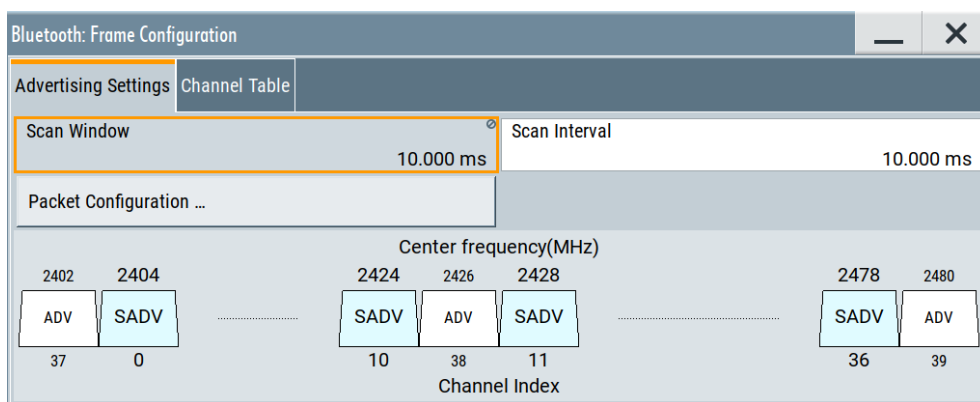 Bluetooth: Frame Configuration
Advertising Settings Channel Table
Scan Window Scan Interval
10.000 ms 10.000 ms
Packet Configuration ...
Center frequency(MHz)
2402 2404 2424 2426 2428 2478 2480
ADV SADV SADV ADV SADV SADV ADV
37 0 10 38 11 36 39
Channel Index